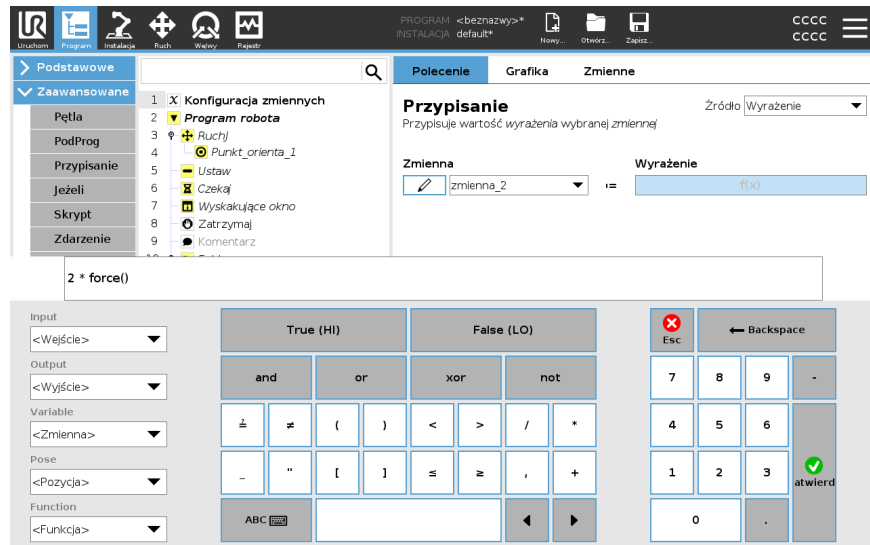 PROGRAM <beznazwy>*
INSTALACJA default*
CCCC
CCCC
Uruchom Program Instalacja Ruch We/wy Rejestr Nowy... Otwórz... Zapisz...
Podstawowe
Zaawansowane
Pętla
PodProg
Przypisanie
Jeżeli
Skrypt
Zdarzenie
1 X Konfiguracja zmiennych
2 Program robota
3 RuchJ
4 Punkt_orienta_1
5 Ustaw
6 Czekaj
7 Wyskakujące okno
8 Zatrzymaj
9 Komentarz
Polecenie Grafika Zmienne
Przypisanie
Źródło Wyrażenie
Przypisuje wartość wyrażenia wybranej zmiennej
Zmienna Wyrażenie
zmienna_2 := f(x)
2 * force()
Input
<Wejście>
Output
<Wyjście>
Variable
<Zmienna>
Pose
<Pozycja>
Function
<Funkcja>
True (HI) False (LO)
and or xor not
≟ ≠ ( ) < > / *
_ " [ ] ≤ ≥ , +
ABC
Esc Backspace
7 8 9 -
4 5 6
1 2 3 atwierd
0 .